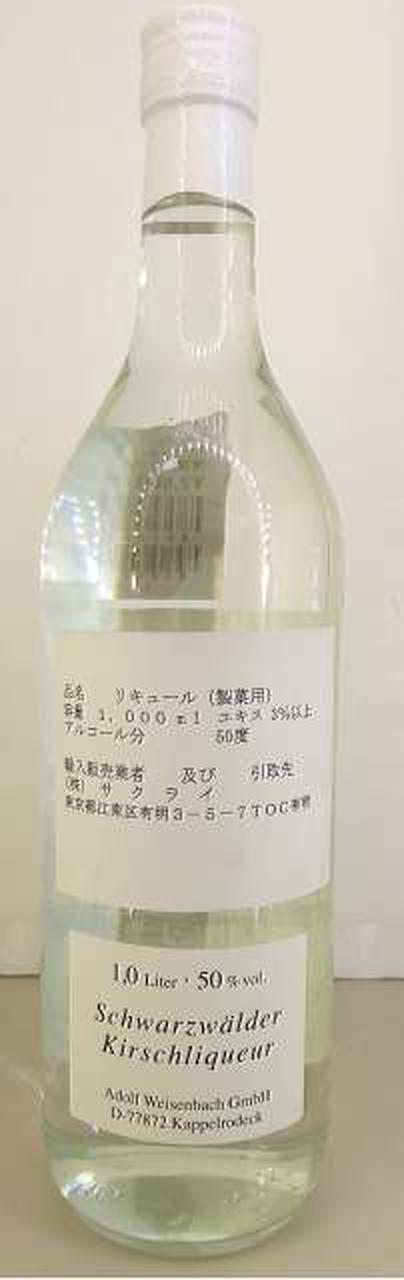 品名 リキュール (製菓用)
容量 1,000ml エキス 3%以上
アルコール分 50度
輸入販売業者 及び 引取先
(株) サクライ
東京都江東区有明3-5-7TOC有明
1,0 Liter · 50 % vol.
Schwarzwälder
Kirschliqueur
Adolf Weisenbach GmbH
D-77872 Kappelrodeck